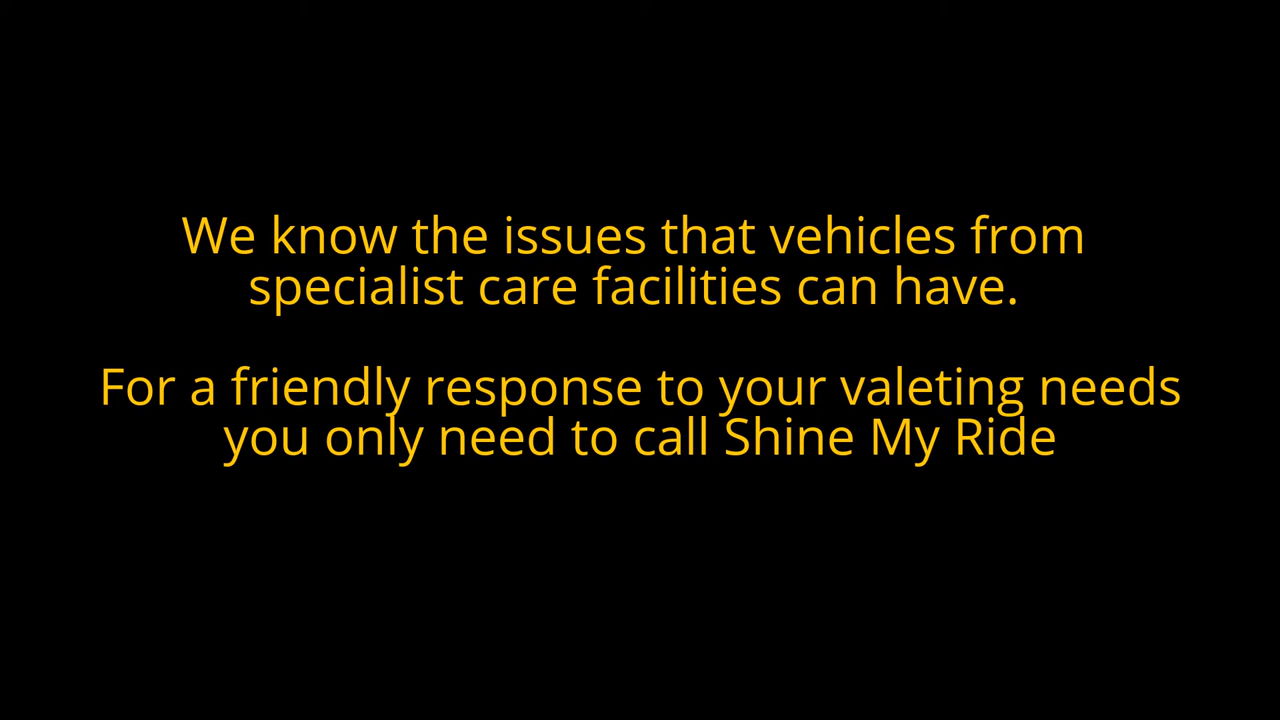 We know the issues that vehicles from
specialist care facilities can have.
For a friendly response to your valeting needs
you only need to call Shine My Ride